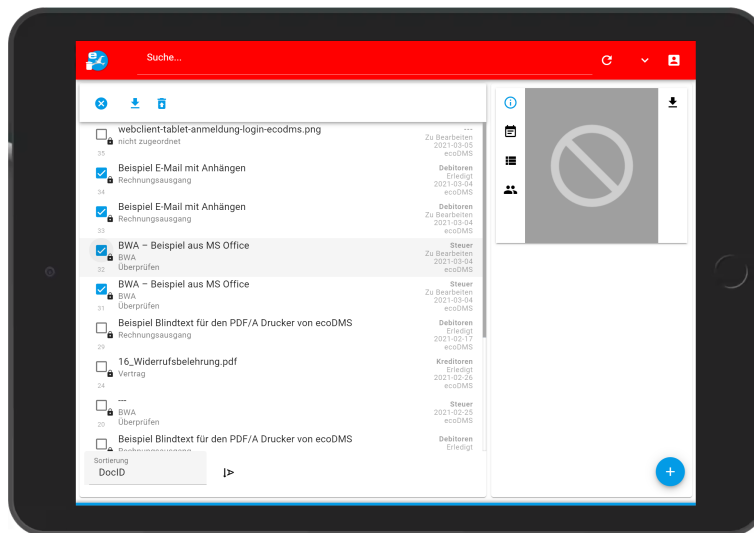 Suche...
webclient-tablet-anmeldung-login-ecodms.png
---
nicht zugeordnet
Zu Bearbeiten
2021-03-05
35
ecoDMS
Beispiel E-Mail mit Anhängen
Debitoren
Rechnungsausgang
Erledigt
2021-03-04
34
ecoDMS
Beispiel E-Mail mit Anhängen
Debitoren
Rechnungsausgang
Zu Bearbeiten
2021-03-04
33
ecoDMS
BWA – Beispiel aus MS Office
Steuer
BWA
Zu Bearbeiten
2021-03-04
32
Überprüfen
ecoDMS
BWA – Beispiel aus MS Office
Steuer
BWA
Zu Bearbeiten
2021-03-04
31
Überprüfen
ecoDMS
Beispiel Blindtext für den PDF/A Drucker von ecoDMS
Debitoren
Rechnungsausgang
Erledigt
2021-02-17
29
ecoDMS
16_Widerrufsbelehrung.pdf
Kreditoren
Vertrag
Erledigt
2021-02-26
24
ecoDMS
---
Steuer
BWA
2021-02-25
20
Überprüfen
ecoDMS
Beispiel Blindtext für den PDF/A Drucker von ecoDMS
Debitoren
Rechnungsausgang
Erledigt
Sortierung
DocID